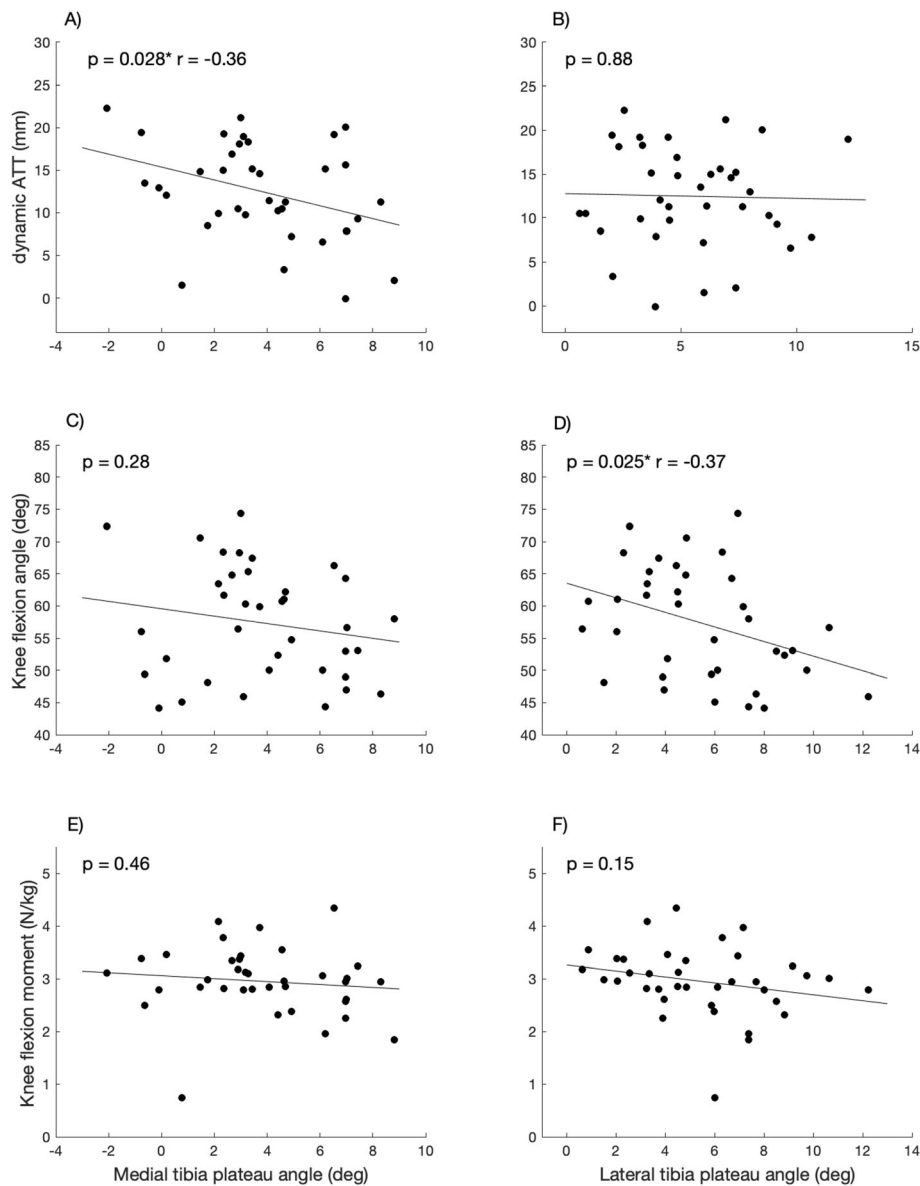 A)
p = 0.028* r = -0.36
30
25
20
15
10
5
0
dynamic ATT (mm)
-4 -2 0 2 4 6 8 10
B)
p = 0.88
30
25
20
15
10
5
0
0 5 10 15
C)
p = 0.28
85
80
75
70
65
60
55
50
45
40
Knee flexion angle (deg)
-4 -2 0 2 4 6 8 10
D)
p = 0.025* r = -0.37
85
80
75
70
65
60
55
50
45
40
0 2 4 6 8 10 12 14
E)
p = 0.46
5
4
3
2
1
0
Knee flexion moment (N/kg)
-4 -2 0 2 4 6 8 10
Medial tibia plateau angle (deg)
F)
p = 0.15
5
4
3
2
1
0
0 2 4 6 8 10 12 14
Lateral tibia plateau angle (deg)